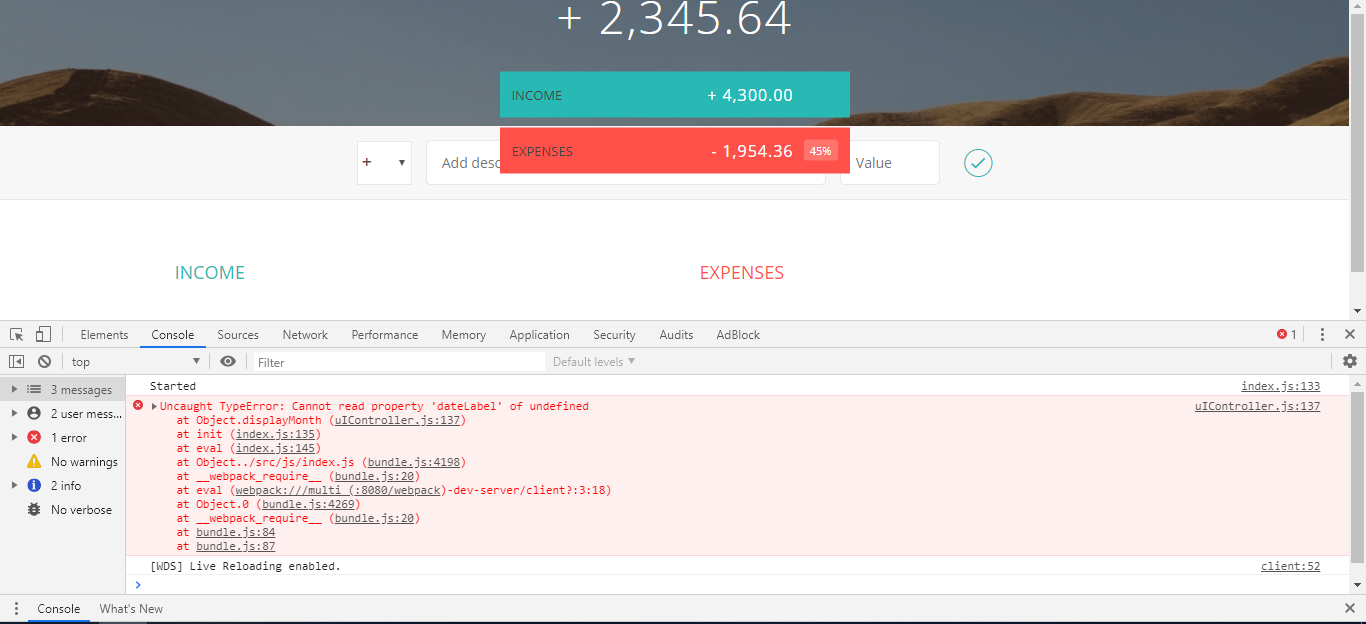 + 2,345.64
INCOME + 4,300.00
EXPENSES - 1,954.36 45%
+ ▼ Add desc Value
INCOME EXPENSES
Elements Console Sources Network Performance Memory Application Security Audits AdBlock 1
top ▼ Filter Default levels ▼
3 messages
2 user mess...
1 error
No warnings
2 info
No verbose
Started index.js:133
Uncaught TypeError: Cannot read property 'dateLabel' of undefined uIController.js:137
at Object.displayMonth (uIController.js:137)
at init (index.js:135)
at eval (index.js:145)
at Object../src/js/index.js (bundle.js:4198)
at __webpack_require__ (bundle.js:20)
at eval (webpack:///multi_(:8080/webpack)-dev-server/client?:3:18)
at Object.0 (bundle.js:4269)
at __webpack_require__ (bundle.js:20)
at bundle.js:84
at bundle.js:87
[WDS] Live Reloading enabled. client:52
Console What's New